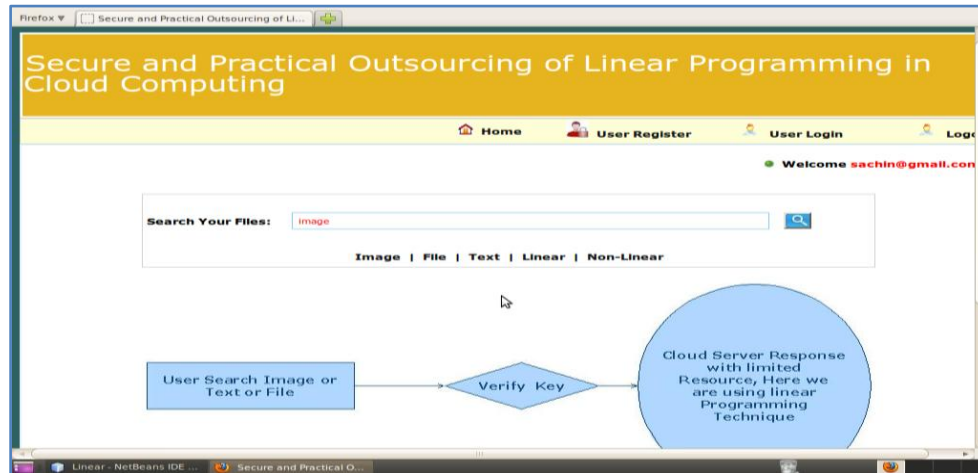 Firefox
Secure and Practical Outsourcing of Li...
Secure and Practical Outsourcing of Linear Programming in
Cloud Computing
Home
User Register
User Login
Logo
Welcome sachin@gmail.com
Search Your Files:
image
Image | File | Text | Linear | Non-Linear
User Search Image or
Text or File
Verify Key
Cloud Server Response
with limited
Resource, Here we
are using linear
Programming
Technique
Linear - NetBeans IDE ...
Secure and Practical O...